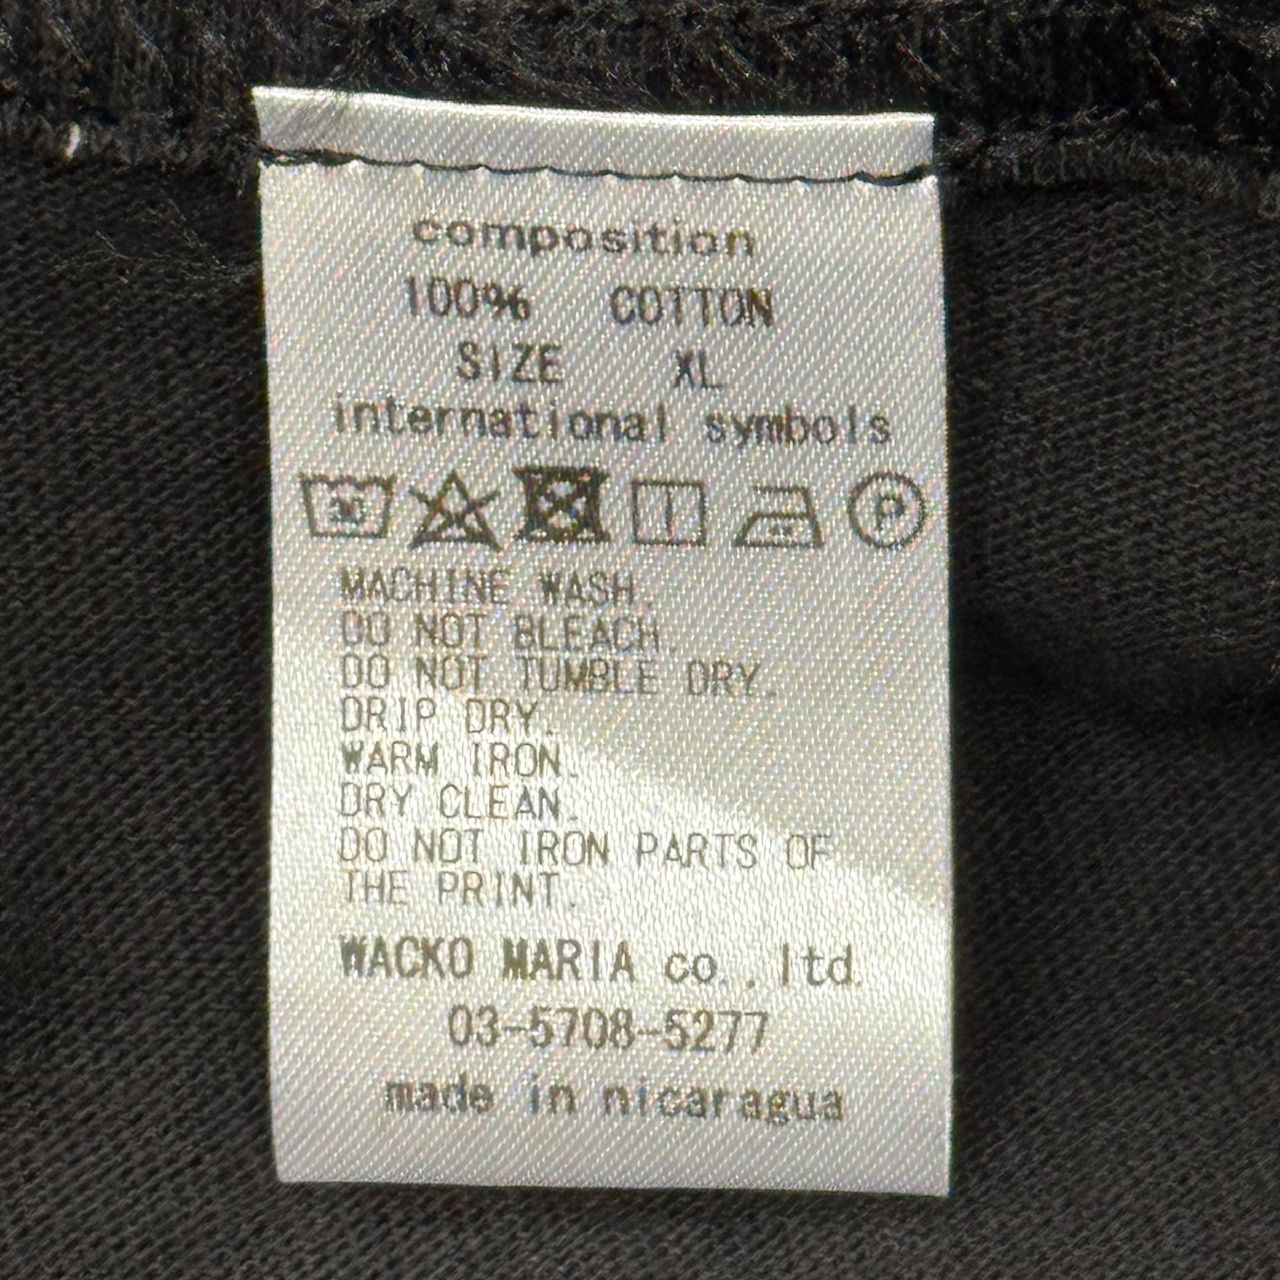 composition
100% COTTON
SIZE XL
international symbols
30 P
MACHINE WASH.
DO NOT BLEACH
DO NOT TUMBLE DRY.
DRIP DRY.
WARM IRON.
DRY CLEAN.
DO NOT IRON PARTS OF
THE PRINT.
WACKO MARIA co.,ltd.
03-5708-5277
made in nicaragua